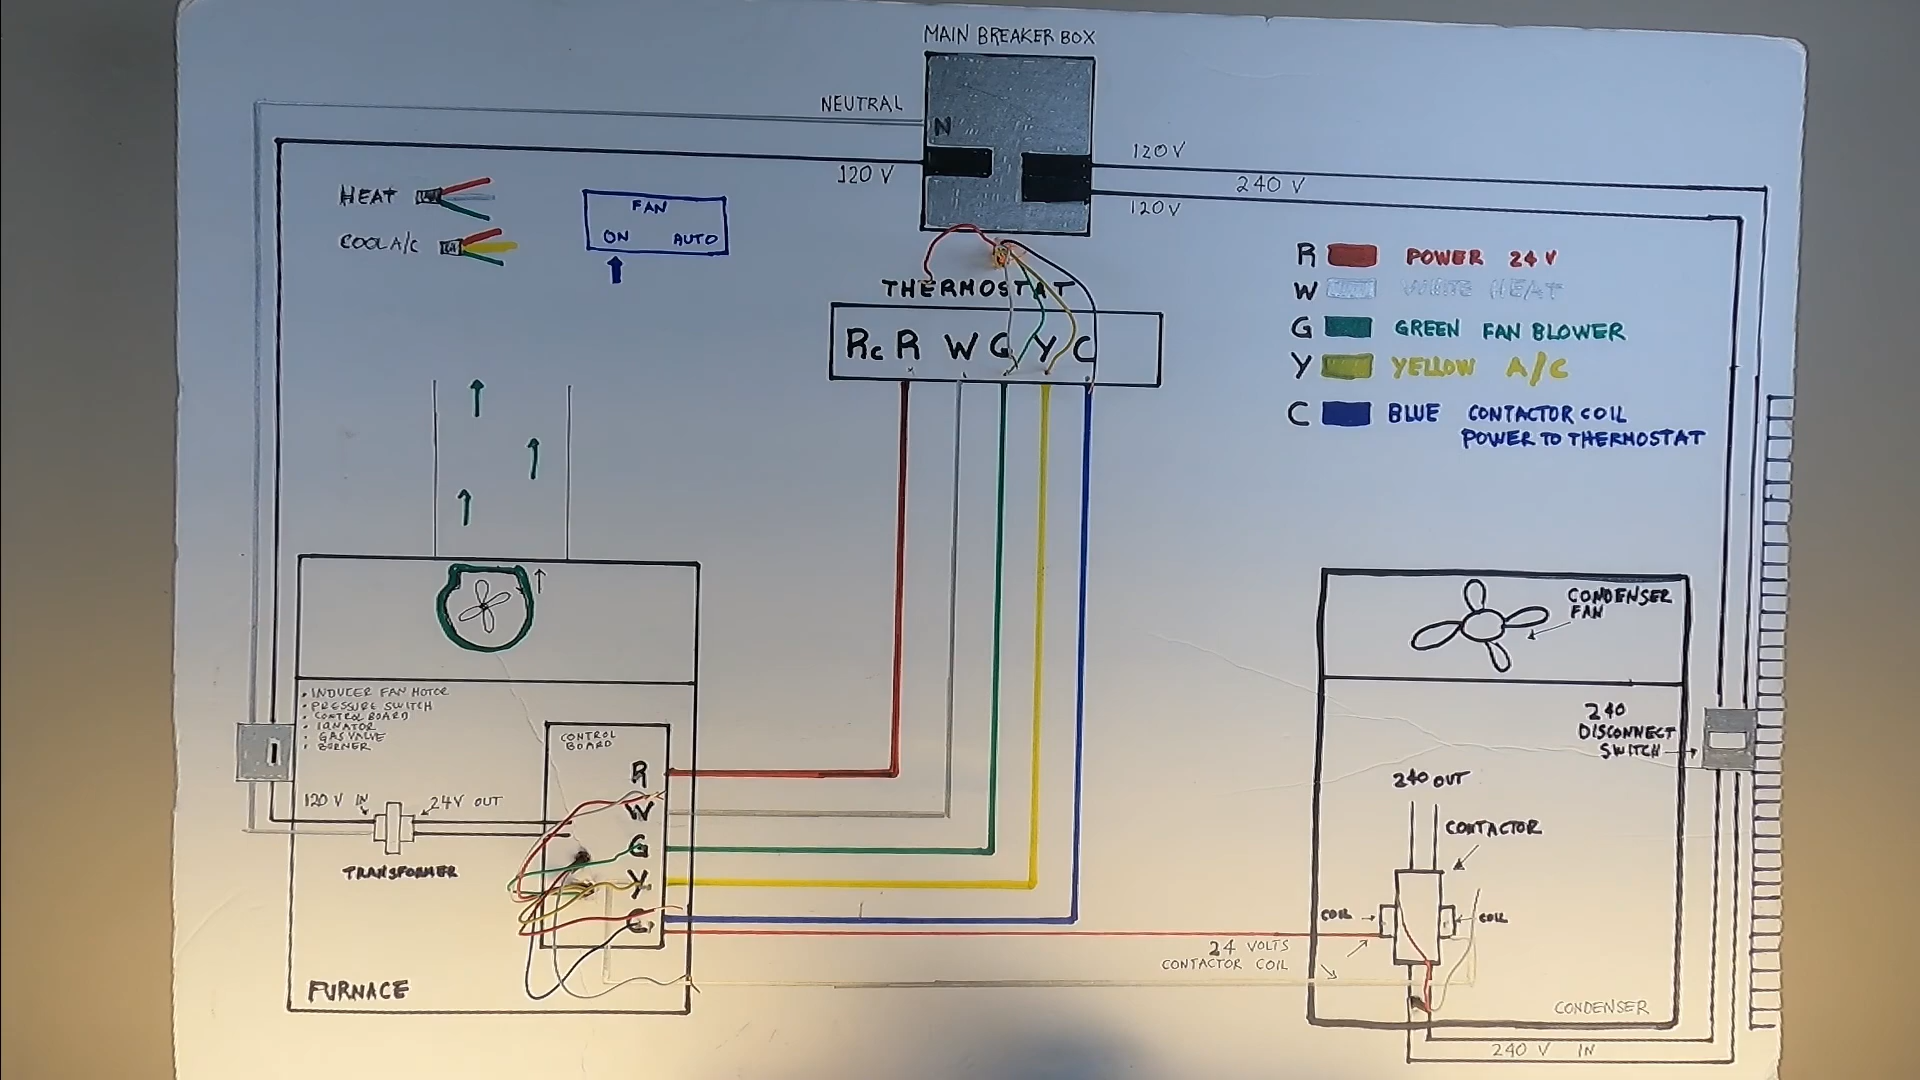 MAIN BREAKER BOX
NEUTRAL
N
120 V
120V
240 V
120V
HEAT
COOL A/C
FAN
ON AUTO
THERMOSTAT
Rc R W G Y C
R POWER 24V
W WHITE HEAT
G GREEN FAN BLOWER
Y YELLOW A/C
C BLUE CONTACTOR COIL
POWER TO THERMOSTAT
• INDUCER FAN MOTOR
• PRESSURE SWITCH
• CONTROL BOARD
• IGNATOR
• GAS VALVE
• BURNER
CONTROL
BOARD
R
W
G
Y
C
120 V IN
24V OUT
TRANSFORMER
FURNACE
CONDENSER
FAN
240
DISCONNECT
SWITCH
240 OUT
CONTACTOR
COIL
COIL
24 VOLTS
CONTACTOR COIL
CONDENSER
240 V IN